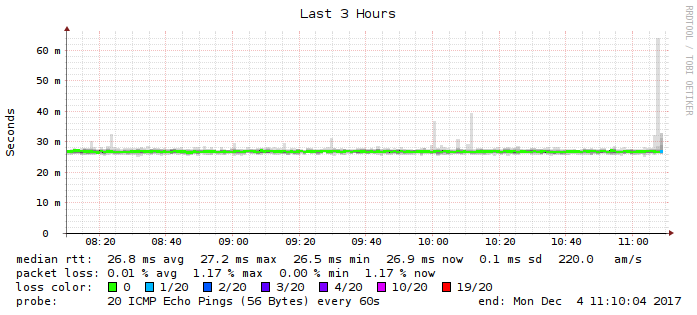 Last 3 Hours
RRDTOOL / TOBI OETIKER
Seconds
60 m
50 m
40 m
30 m
20 m
10 m
0
08:20 08:40 09:00 09:20 09:40 10:00 10:20 10:40 11:00
median rtt: 26.8 ms avg 27.2 ms max 26.5 ms min 26.9 ms now 0.1 ms sd 220.0 am/s
packet loss: 0.01 % avg 1.17 % max 0.00 % min 1.17 % now
loss color: 0 1/20 2/20 3/20 4/20 10/20 19/20
probe: 20 ICMP Echo Pings (56 Bytes) every 60s end: Mon Dec 4 11:10:04 2017